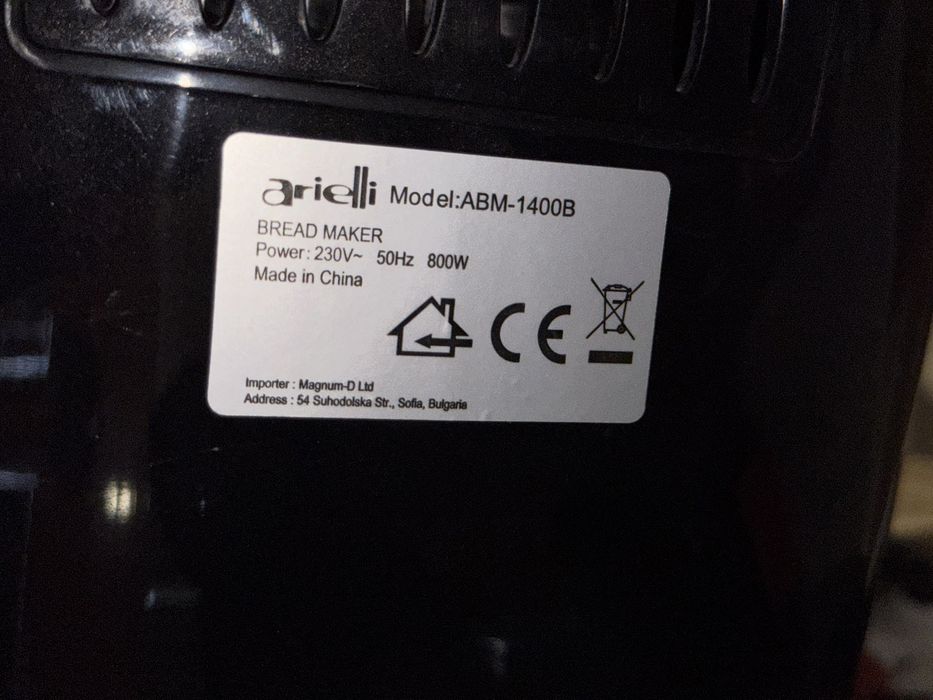 arielli Model:ABM-1400B
BREAD MAKER
Power: 230V~ 50Hz 800W
Made in China
CE
Importer : Magnum-D Ltd
Address : 54 Suhodolska Str., Sofia, Bulgaria